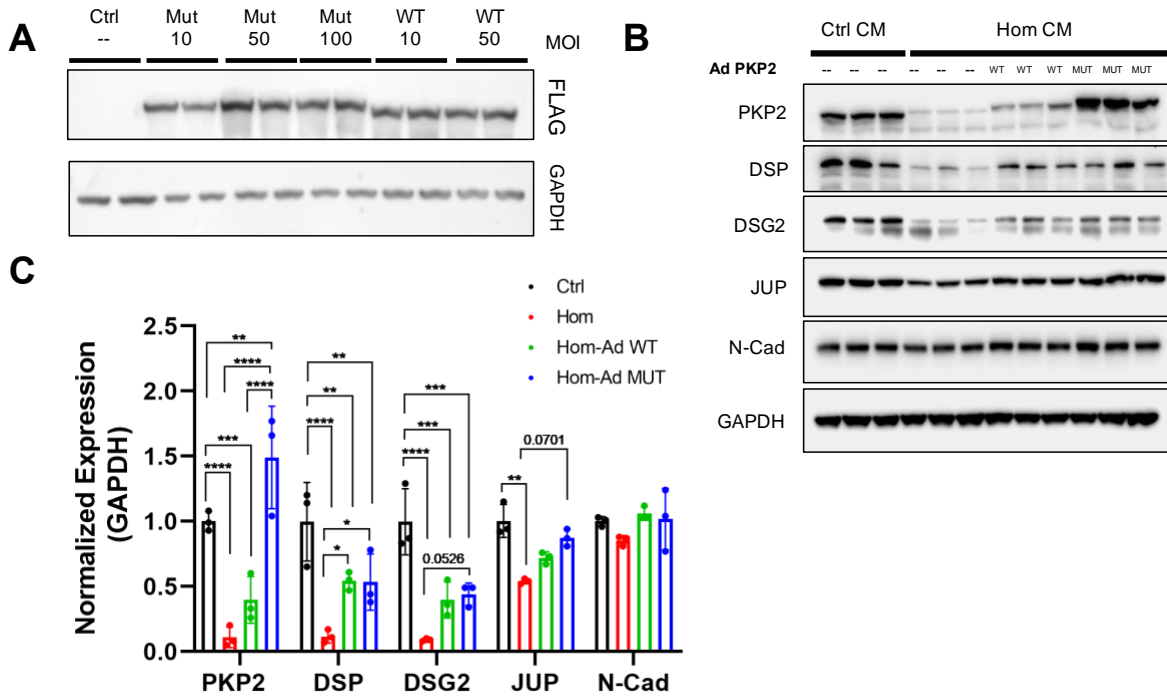 A
Ctrl Mut Mut Mut WT WT
-- 10 50 100 10 50 MOI
FLAG
GAPDH
B
Ctrl CM Hom CM
Ad PKP2 -- -- -- -- -- -- WT WT WT MUT MUT MUT
PKP2
DSP
DSG2
JUP
N-Cad
GAPDH
C
Ctrl
Hom
Hom-Ad WT
Hom-Ad MUT
Normalized Expression
(GAPDH)
2.5
2.0
1.5
1.0
0.5
0.0
** **** **** *** ****
** ** **** * *
*** *** **** 0.0526
0.0701 **
PKP2 DSP DSG2 JUP N-Cad